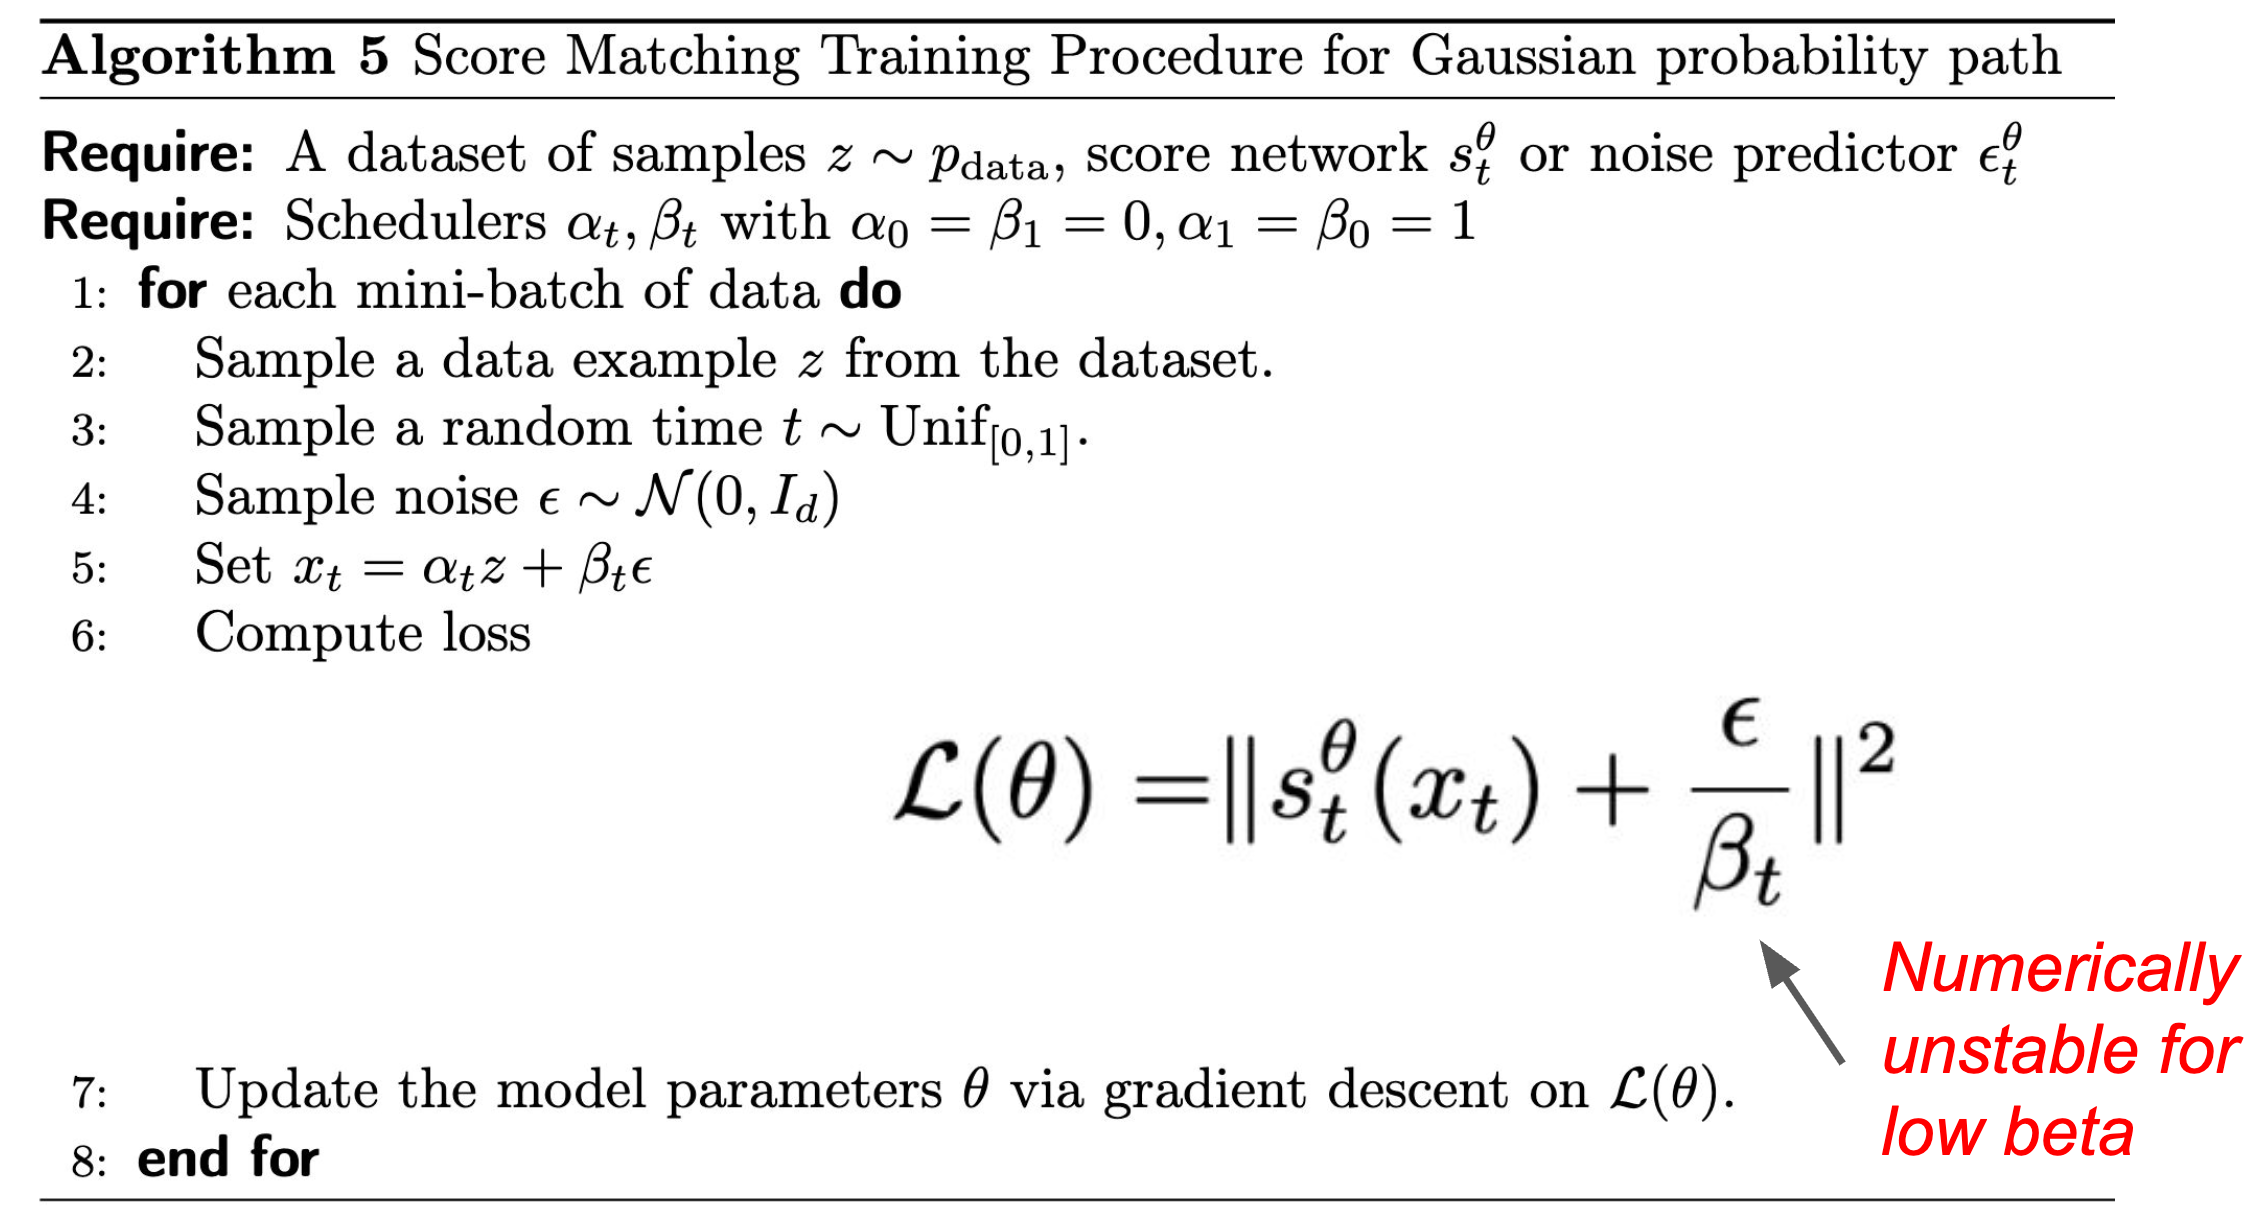 Algorithm 5 Score Matching Training Procedure for Gaussian probability path
Require: A dataset of samples $z \sim p_{\text{data}}$, score network $s_t^\theta$ or noise predictor $\epsilon_t^\theta$
Require: Schedulers $\alpha_t, \beta_t$ with $\alpha_0 = \beta_1 = 0, \alpha_1 = \beta_0 = 1$
1: for each mini-batch of data do
2: Sample a data example $z$ from the dataset.
3: Sample a random time $t \sim \text{Unif}_{[0,1]}$.
4: Sample noise $\epsilon \sim \mathcal{N}(0, I_d)$
5: Set $x_t = \alpha_t z + \beta_t \epsilon$
6: Compute loss
$\mathcal{L}(\theta) = \| s_t^\theta(x_t) + \frac{\epsilon}{\beta_t} \|^2$
Numerically
unstable for
low beta
7: Update the model parameters $\theta$ via gradient descent on $\mathcal{L}(\theta)$.
8: end for